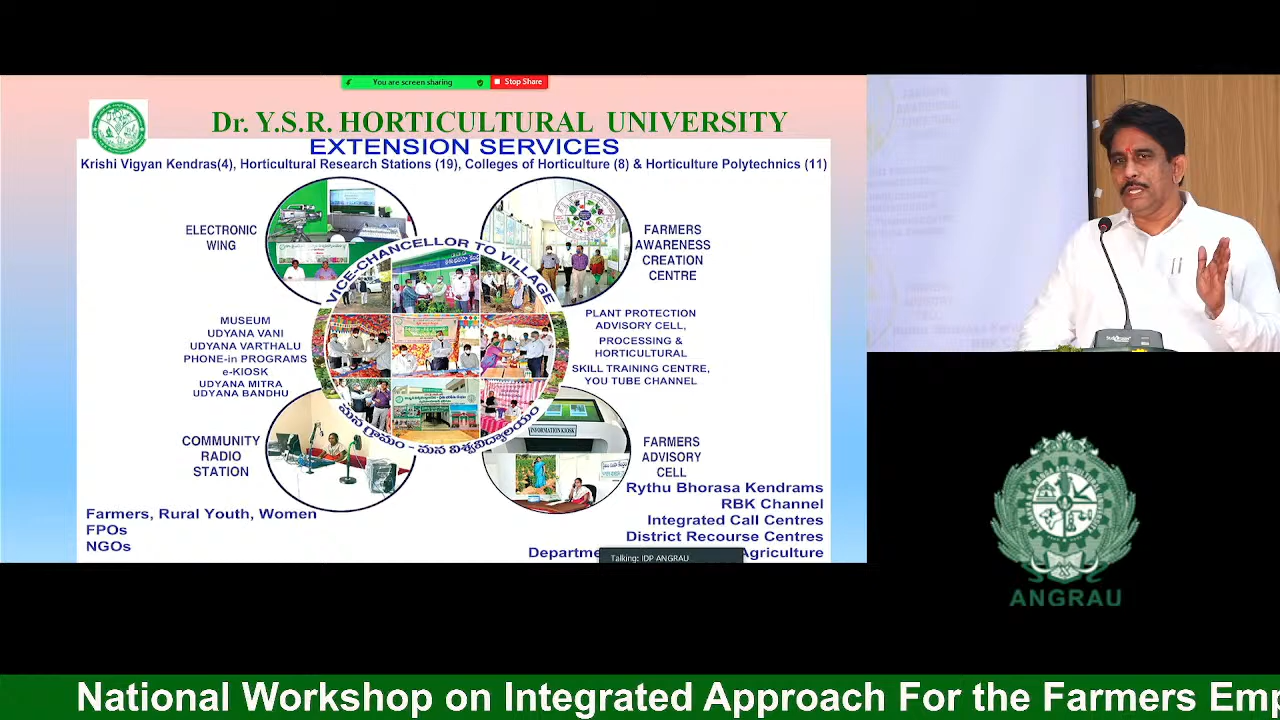 You are screen sharing
Stop Share
Dr. Y.S.R. HORTICULTURAL UNIVERSITY
EXTENSION SERVICES
Krishi Vigyan Kendras(4), Horticultural Research Stations (19), Colleges of Horticulture (8) & Horticulture Polytechnics (11)
ELECTRONIC
WING
FARMERS
AWARENESS
CREATION
CENTRE
VICE-CHANCELLOR TO VILLAGE
MUSEUM
UDYANA VANI
UDYANA VARTHALU
PHONE-in PROGRAMS
e-KIOSK
UDYANA MITRA
UDYANA BANDHU
PLANT PROTECTION
ADVISORY CELL,
PROCESSING &
HORTICULTURAL
SKILL TRAINING CENTRE,
YOU TUBE CHANNEL
మన గ్రామం - మన విశ్వవిద్యాలయం
INFORMATION KIOSK
COMMUNITY
RADIO
STATION
FARMERS
ADVISORY
CELL
Farmers, Rural Youth, Women
FPOs
NGOs
Rythu Bhorasa Kendrams
RBK Channel
Integrated Call Centres
District Recourse Centres
Departme
Agriculture
Talking: IDP ANGRAU
ANGRAU
National Workshop on Integrated Approach For the Farmers Emp